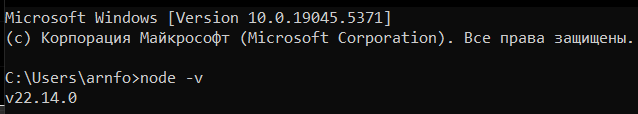 Microsoft Windows [Version 10.0.19045.5371]
(c) Корпорация Майкрософт (Microsoft Corporation). Все права защищены.
C:\Users\arnfo>node -v
v22.14.0